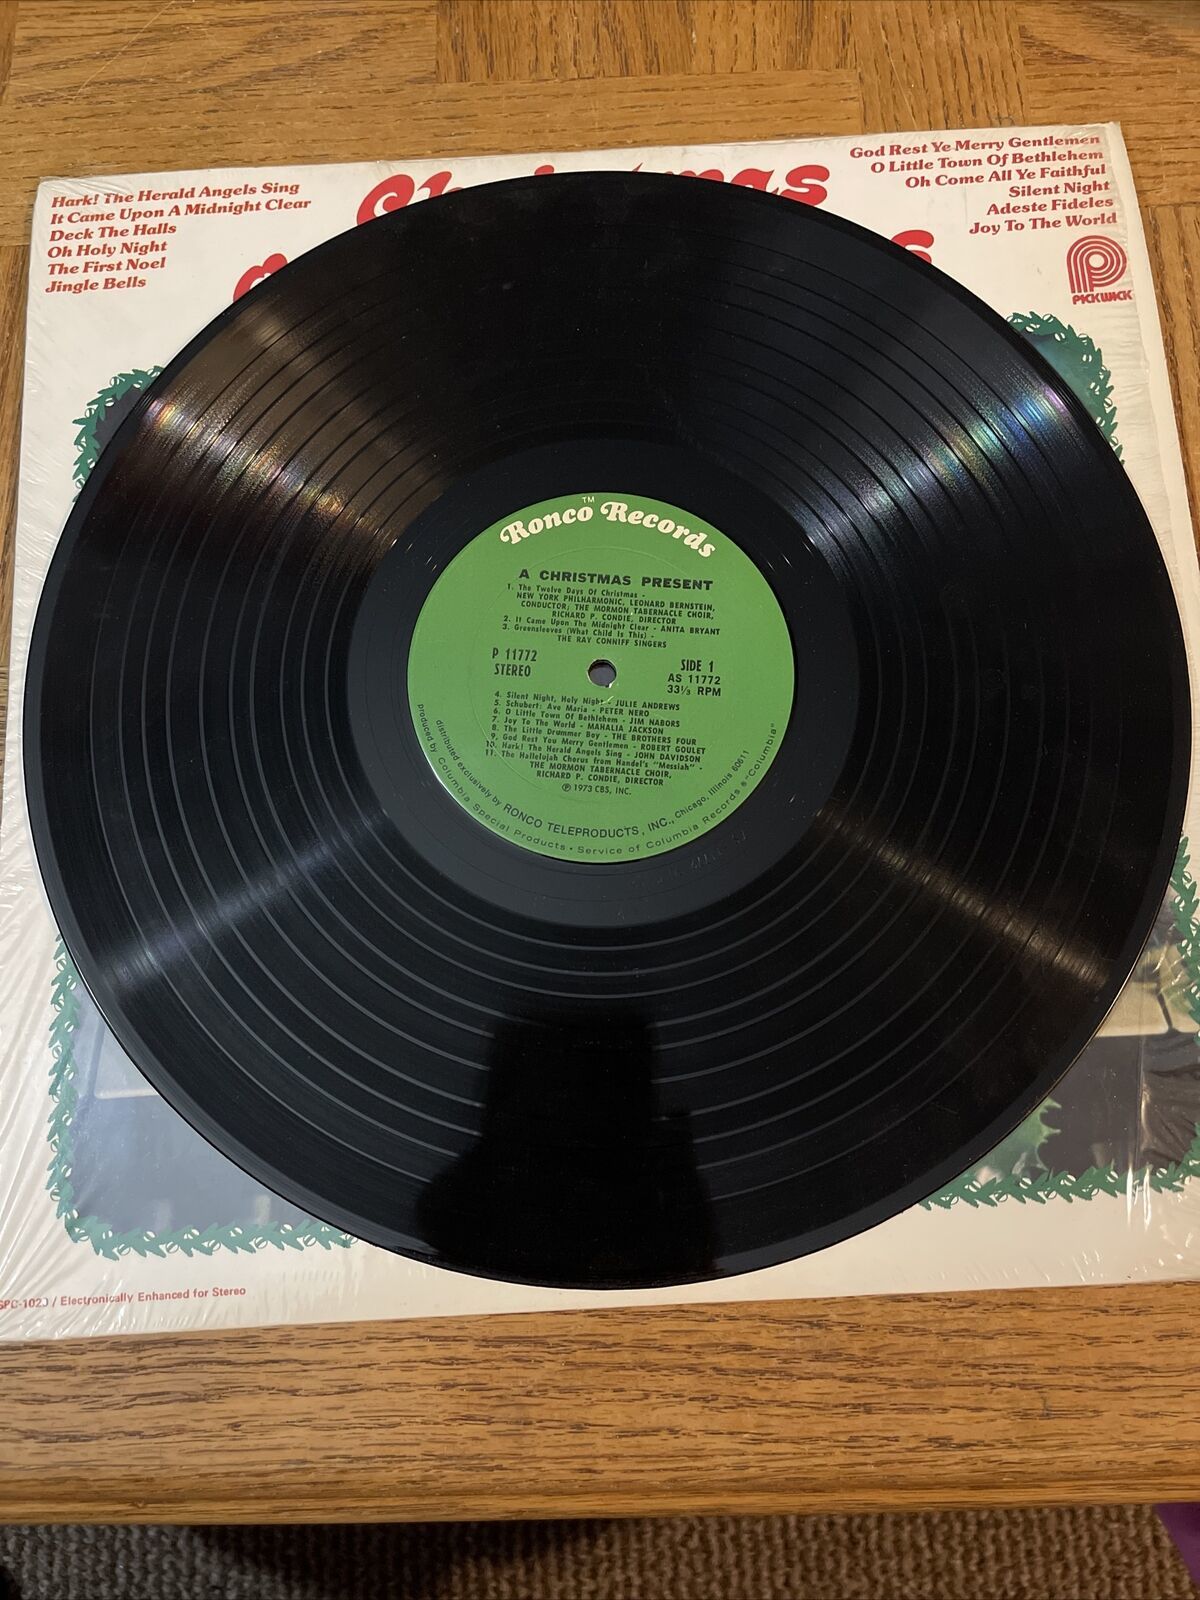 Hark! The Herald Angels Sing
It Came Upon A Midnight Clear
Deck The Halls
Oh Holy Night
The First Noel
Jingle Bells
God Rest Ye Merry Gentlemen
O Little Town Of Bethlehem
Oh Come All Ye Faithful
Silent Night
Adeste Fideles
Joy To The World
PICKWICK
Ronco Records
TM
A CHRISTMAS PRESENT
1. The Twelve Days Of Christmas -
NEW YORK PHILHARMONIC, LEONARD BERNSTEIN,
CONDUCTOR; THE MORMON TABERNACLE CHOIR,
RICHARD P. CONDIE, DIRECTOR
2. It Came Upon The Midnight Clear - ANITA BRYANT
3. Greensleeves (What Child Is This) -
THE RAY CONNIFF SINGERS
P 11772
STEREO
SIDE 1
AS 11772
33⅓ RPM
4. Silent Night, Holy Night - JULIE ANDREWS
5. Schubert: Ave Maria - PETER NERO
6. O Little Town Of Bethlehem - JIM NABORS
7. Joy To The World - MAHALIA JACKSON
8. The Little Drummer Boy - THE BROTHERS FOUR
9. God Rest You Merry Gentlemen - ROBERT GOULET
10. Hark! The Herald Angels Sing - JOHN DAVIDSON
11. The Hallelujah Chorus from Handel's "Messiah" -
THE MORMON TABERNACLE CHOIR,
RICHARD P. CONDIE, DIRECTOR
℗ 1973 CBS, INC.
distributed exclusively by RONCO TELEPRODUCTS, INC., Chicago, Illinois 60611
produced by Columbia Special Products • Service of Columbia Records ® "Columbia"
SPC-1020 / Electronically Enhanced for Stereo